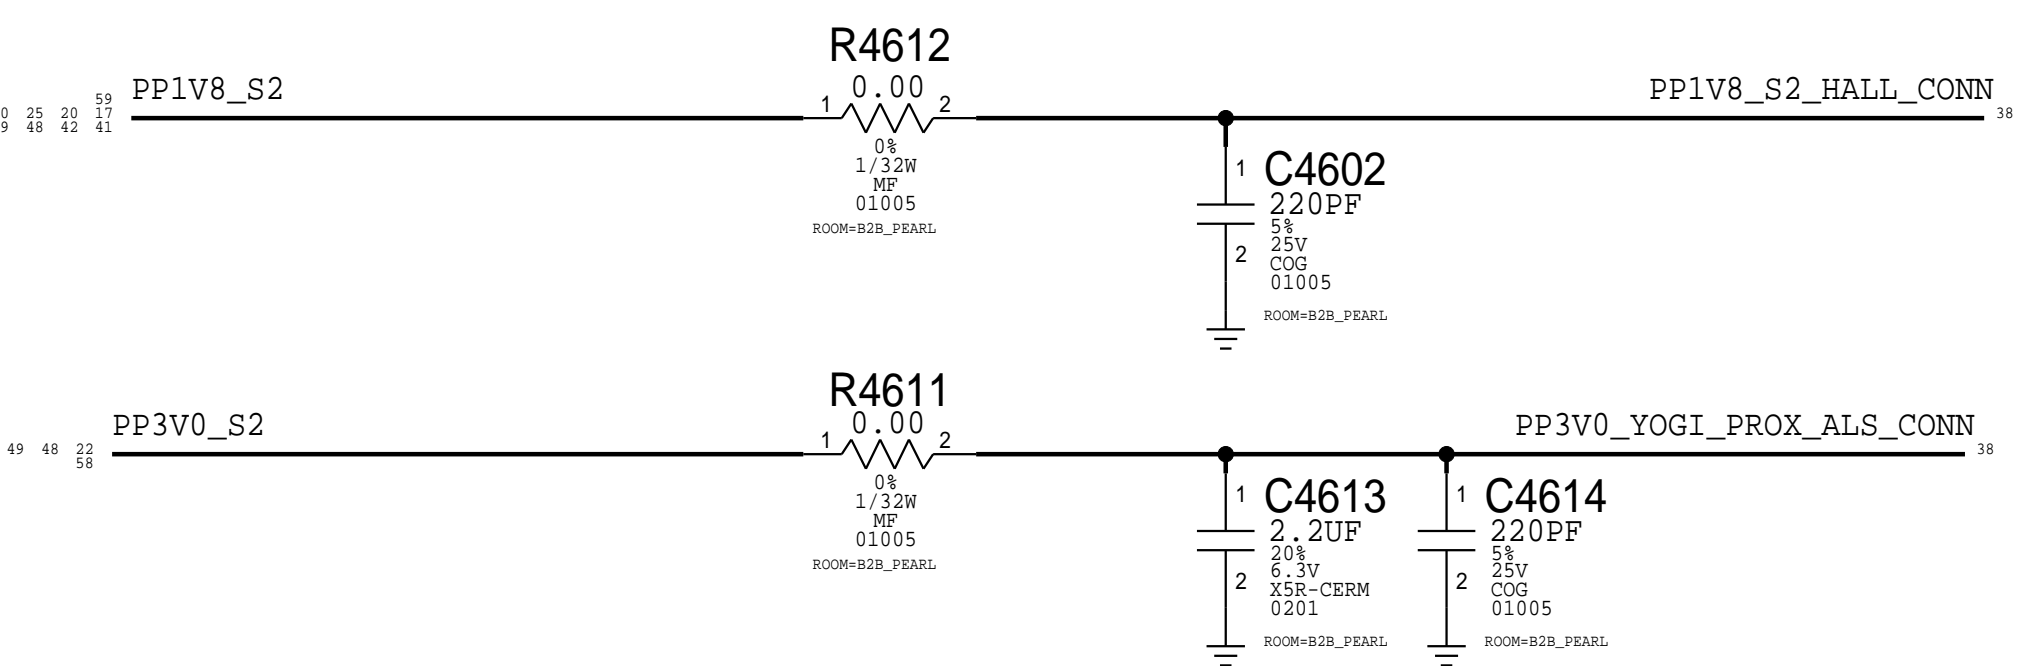 R4612
PP1V8_S2
0.00
PP1V8_S2_HALL_CONN
59
0 25 20 17
9 48 42 41
1
2
38
0%
1/32W
MF
01005
ROOM=B2B_PEARL
1
C4602
220PF
5%
25V
2
COG
01005
ROOM=B2B_PEARL
R4611
PP3V0_S2
0.00
PP3V0_YOGI_PROX_ALS_CONN
49 48 22
58
1
2
38
0%
1/32W
MF
01005
ROOM=B2B_PEARL
1
C4613
2.2UF
20%
6.3V
2
X5R-CERM
0201
ROOM=B2B_PEARL
1
C4614
220PF
5%
25V
2
COG
01005
ROOM=B2B_PEARL